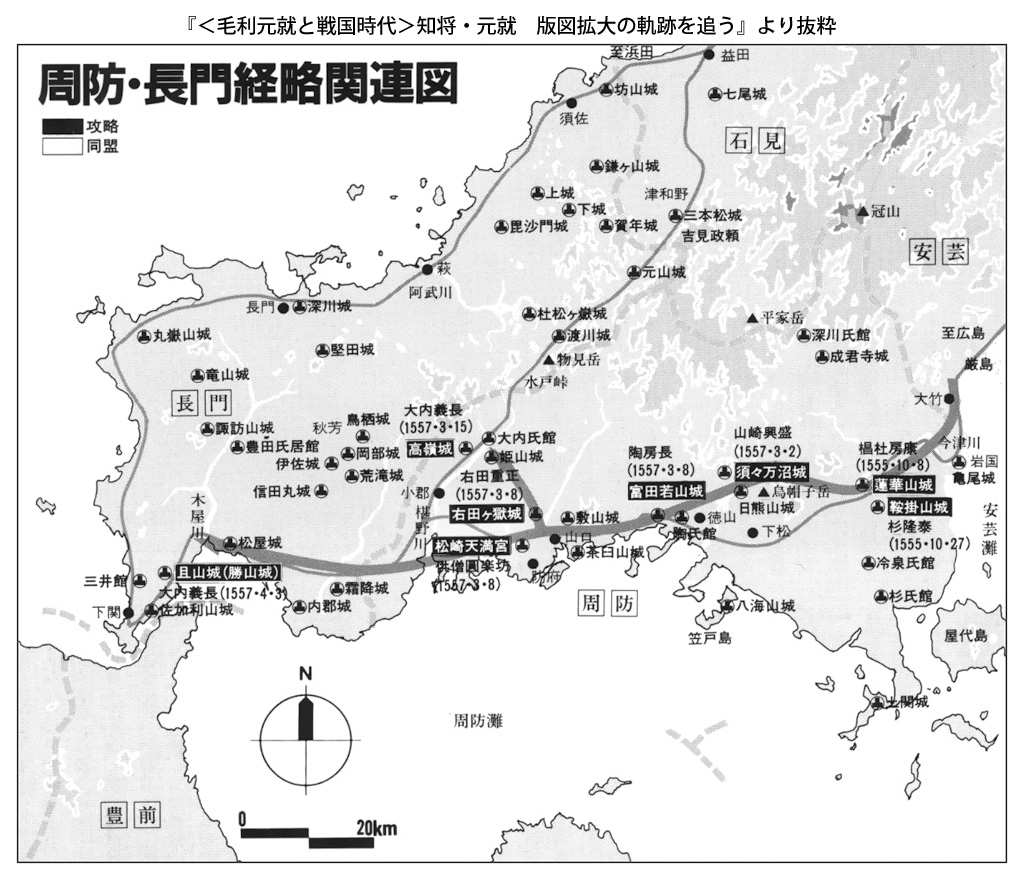 『＜毛利元就と戦国時代＞知将・元就　版図拡大の軌跡を追う』より抜粋
周防・長門経略関連図
攻略
同盟
至浜田
益田
坊山城
七尾城
須佐
石見
鎌ヶ山城
上城
津和野
下城
三本松城
冠山
毘沙門城
賀年城
吉見政頼
安芸
萩
元山城
阿武川
長門
深川城
杜松ヶ嶽城
平家岳
丸嶽山城
渡川城
深川氏館
至広島
堅田城
物見岳
成君寺城
厳島
竜山城
水戸峠
長門
大竹
大内義長
(1557・3・15)
鳥栖城
秋芳
諏訪山城
山崎興盛
(1557・3・2)
大内氏館
高嶺城
豊田氏居館
岡部城
姫山城
陶房長
(1557・3・8)
椙杜房康
(1555・10・8)
今津川
伊佐城
岩国
亀尾城
荒滝城
右田重正
(1557・3・8)
須々万沼城
信田丸城
小郡
富田若山城
烏帽子岳
蓮華山城
木屋川
椹野川
右田ヶ獄城
敷山城
日熊山城
鞍掛山城
安芸灘
徳山
杉隆泰
(1555・10・27)
陶氏館
下松
松屋城
松崎天満宮
山口
茶臼山城
供僧圓楽坊
(1557・3・8)
防府
冷泉氏館
三井館
且山城(勝山城)
大内義長(1557・4・3)
霜降城
下関
佐加利山城
内郡城
周防
八海山城
杉氏館
笠戸島
屋代島
上関城
N
周防灘
豊前
0
20km